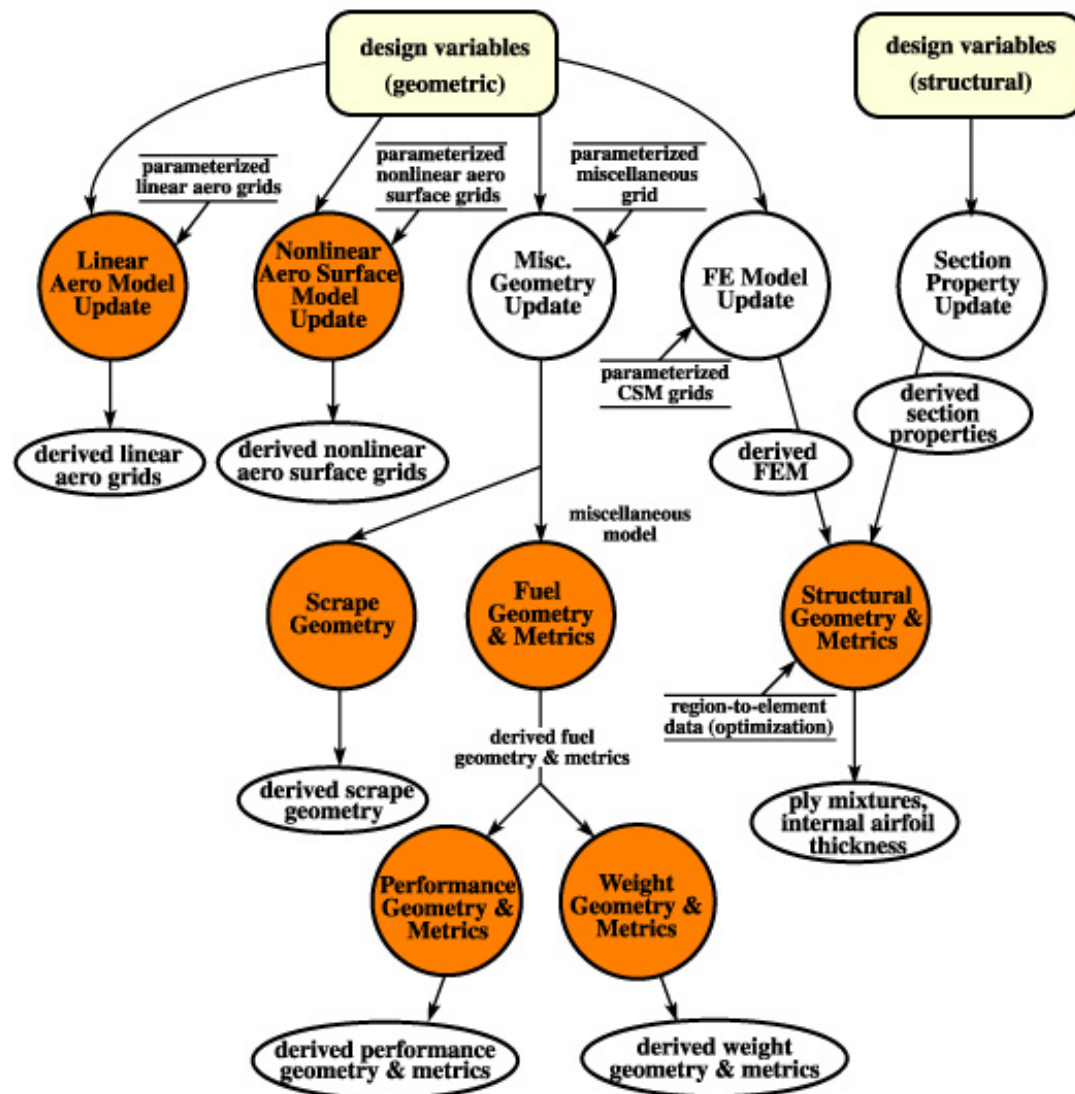 design variables
(geometric)
design variables
(structural)
parameterized
linear aero grids
parameterized
nonlinear aero
surface grids
parameterized
miscellaneous
grid
Linear
Aero Model
Update
Nonlinear
Aero Surface
Model
Update
Misc.
Geometry
Update
FE Model
Update
Section
Property
Update
parameterized
CSM grids
derived
section
properties
derived linear
aero grids
derived nonlinear
aero surface grids
derived
FEM
miscellaneous
model
Scrape
Geometry
Fuel
Geometry
& Metrics
Structural
Geometry &
Metrics
region-to-element
data (optimization)
derived fuel
geometry & metrics
derived scrape
geometry
ply mixtures,
internal airfoil
thickness
Performance
Geometry &
Metrics
Weight
Geometry &
Metrics
derived performance
geometry & metrics
derived weight
geometry & metrics